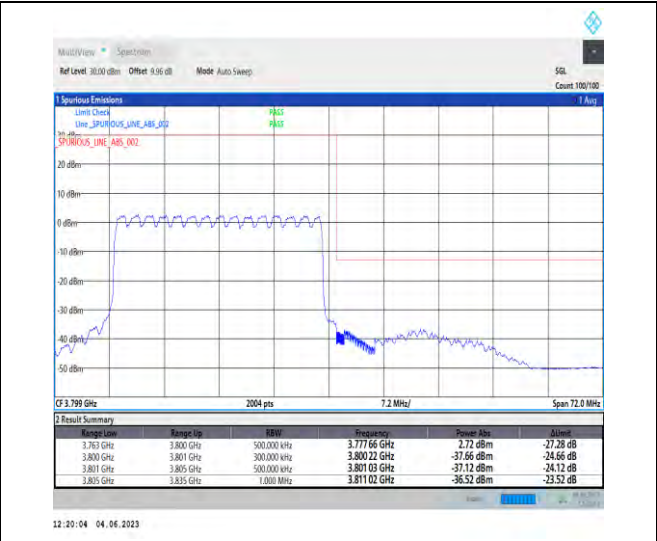 MultiView Spectrum
Ref Level 30.00 dBm Offset 9.96 dB Mode Auto Sweep SGL
Count 100/100
1 Spurious Emissions 1 Avg
Limit Check PASS
Line _SPURIOUS_LINE_ABS_002 PASS
30 dBm
_SPURIOUS_LINE_ABS_002
20 dBm
10 dBm
0 dBm
-10 dBm
-20 dBm
-30 dBm
-40 dBm
-50 dBm
CF 3.799 GHz 2004 pts 7.2 MHz/ Span 72.0 MHz
2 Result Summary
Range Low Range Up RBW Frequency Power Abs ΔLimit
3.763 GHz 3.800 GHz 500.000 kHz 3.777 66 GHz 2.72 dBm -27.28 dB
3.800 GHz 3.801 GHz 300.000 kHz 3.800 22 GHz -37.66 dBm -24.66 dB
3.801 GHz 3.805 GHz 500.000 kHz 3.801 03 GHz -37.12 dBm -24.12 dB
3.805 GHz 3.835 GHz 1.000 MHz 3.811 02 GHz -36.52 dBm -23.52 dB
12:20:04 04.06.2023